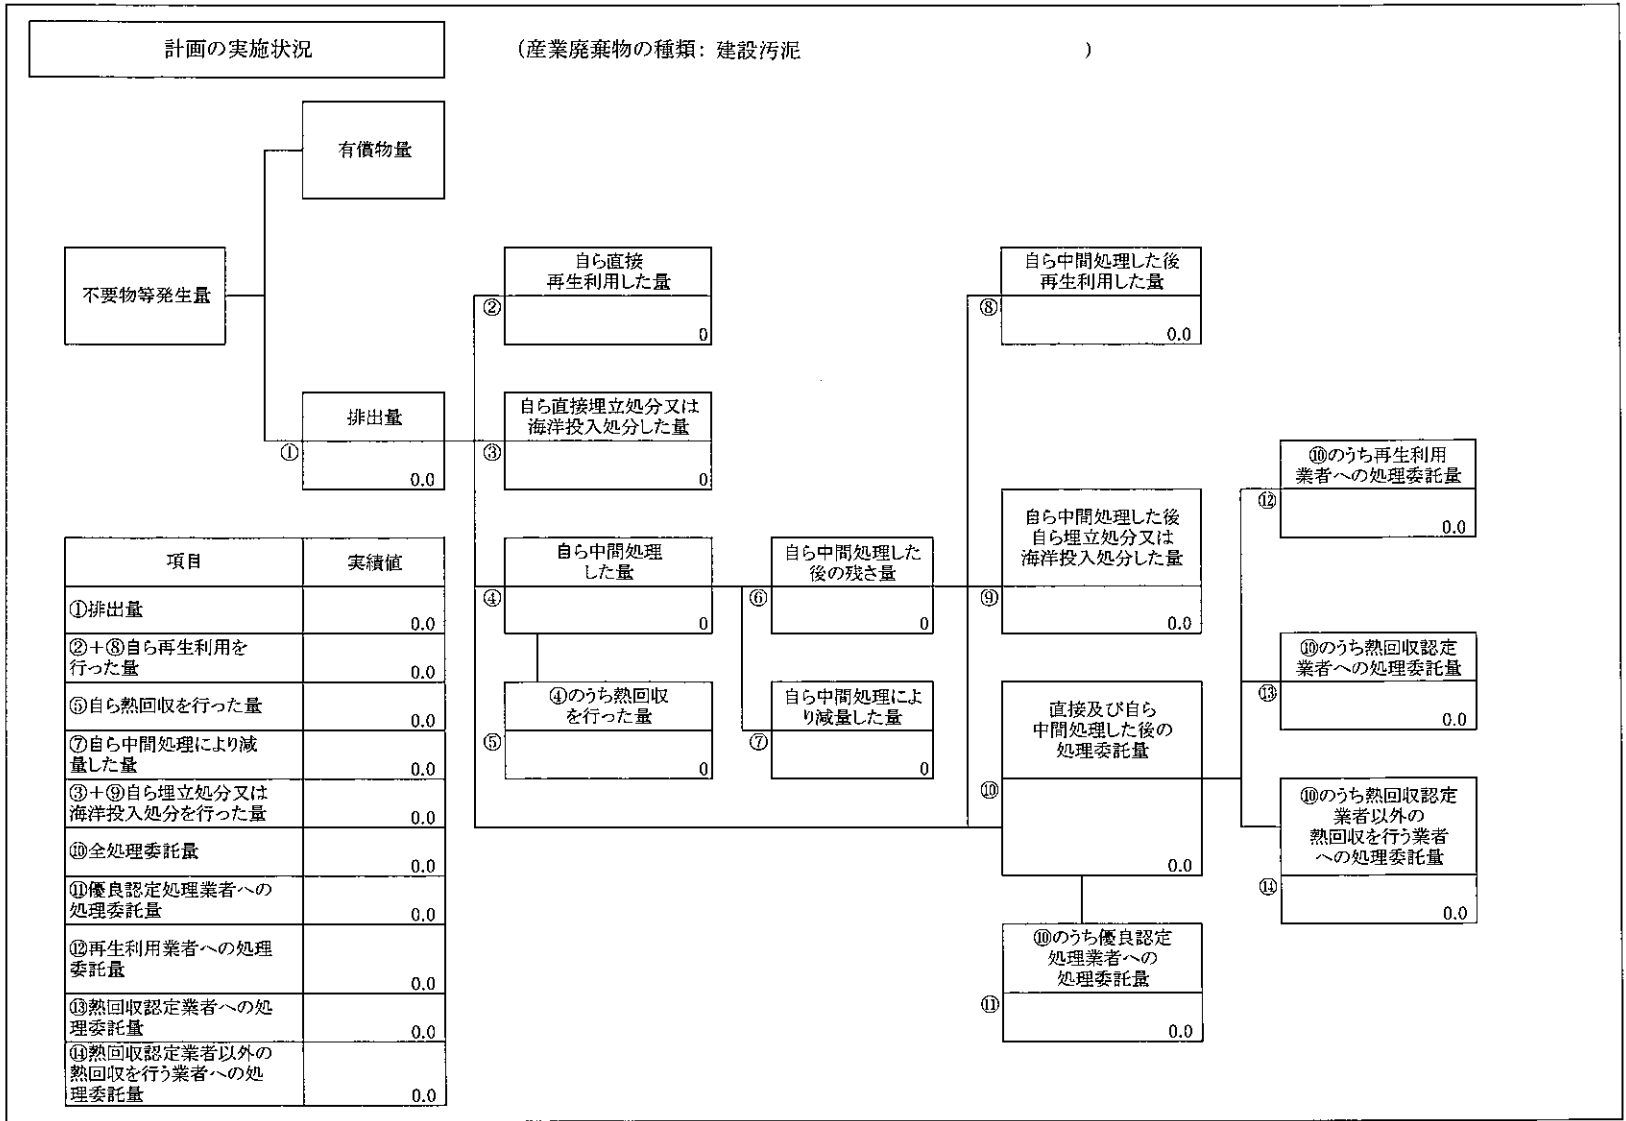 計画の実施状況
(産業廃棄物の種類: 建設汚泥 )
有償物量
不要物等発生量
自ら直接
再生利用した量
②
0
自ら中間処理した後
再生利用した量
⑧
0.0
排出量
①
0.0
自ら直接埋立処分又は
海洋投入処分した量
③
0
⑩のうち再生利用
業者への処理委託量
⑫
0.0
自ら中間処理
した量
④
0
自ら中間処理した
後の残さ量
⑥
0
自ら中間処理した後
自ら埋立処分又は
海洋投入処分した量
⑨
0.0
⑩のうち熱回収認定
業者への処理委託量
⑬
0.0
④のうち熱回収
を行った量
⑤
0
自ら中間処理によ
り減量した量
⑦
0
直接及び自ら
中間処理した後の
処理委託量
⑩
0.0
⑩のうち熱回収認定
業者以外の
熱回収を行う業者
への処理委託量
⑭
0.0
⑩のうち優良認定
処理業者への
処理委託量
⑪
0.0
項目 実績値
①排出量
0.0
②+⑧自ら再生利用を
行った量
0.0
⑤自ら熱回収を行った量
0.0
⑦自ら中間処理により減
量した量
0.0
③+⑨自ら埋立処分又は
海洋投入処分を行った量
0.0
⑩全処理委託量
0.0
⑪優良認定処理業者への
処理委託量
0.0
⑫再生利用業者への処理
委託量
0.0
⑬熱回収認定業者への処
理委託量
0.0
⑭熱回収認定業者以外の
熱回収を行う業者への処
理委託量
0.0